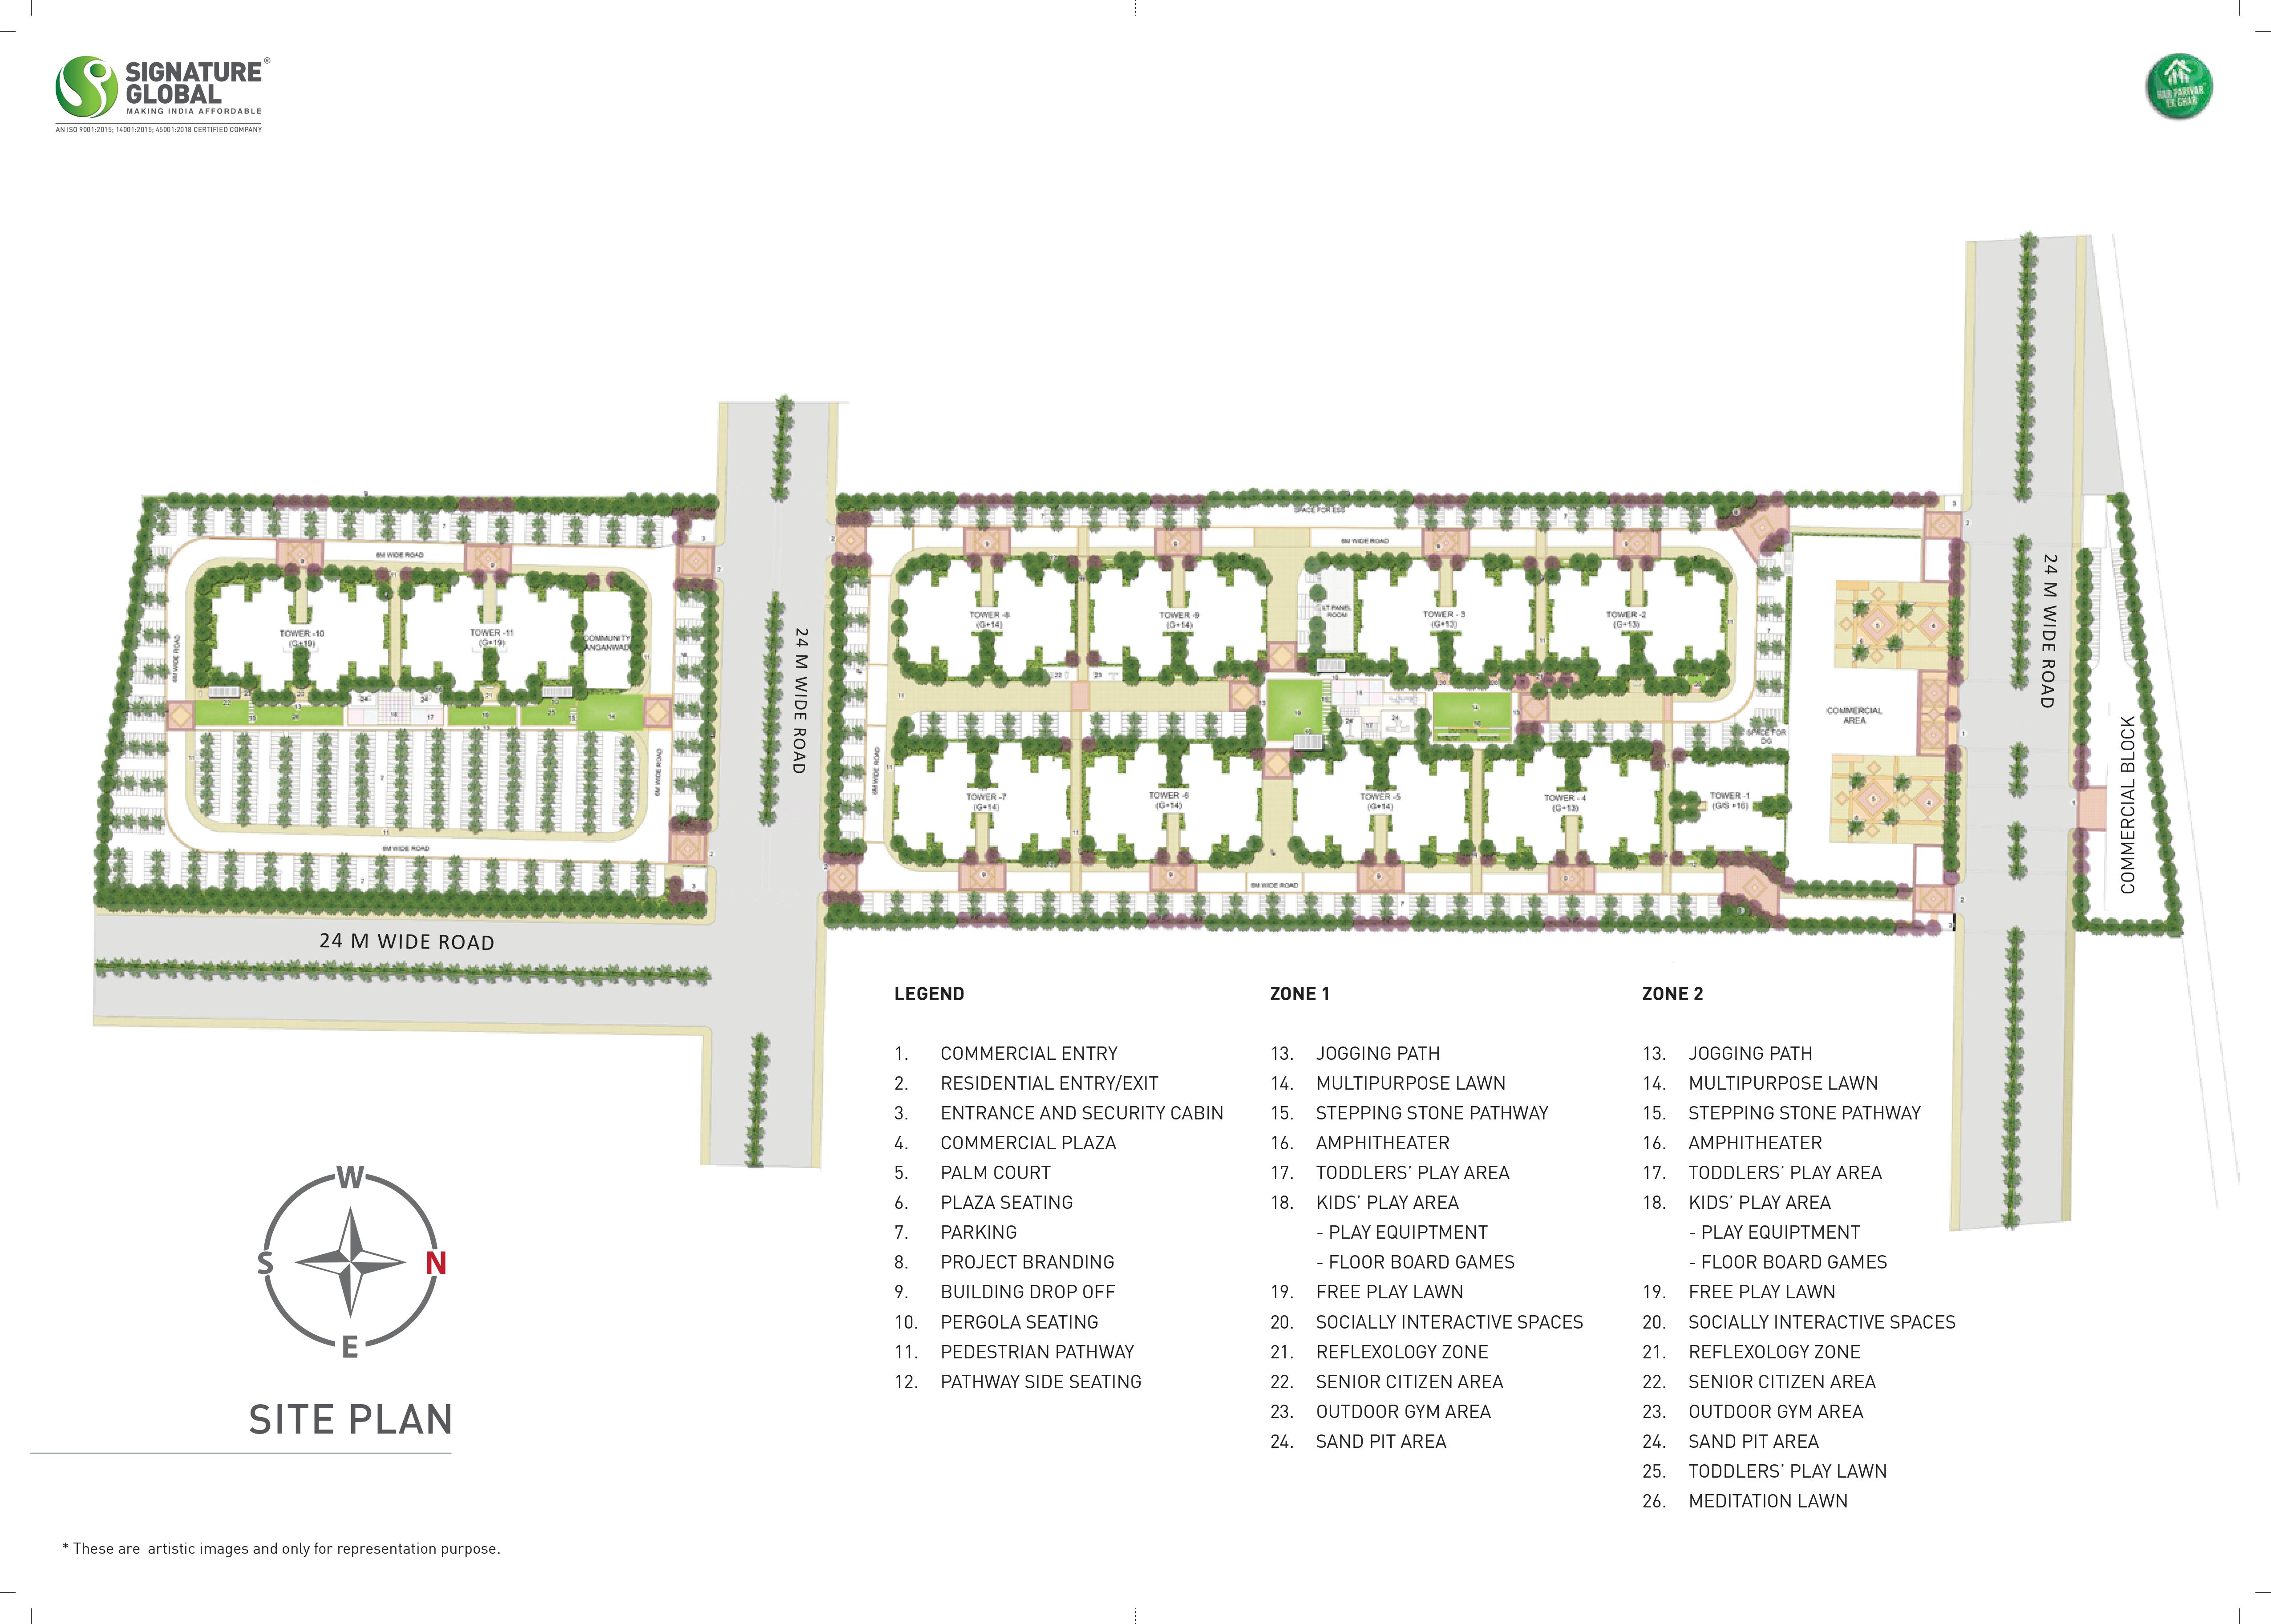 SIGNATURE®
GLOBAL
MAKING INDIA AFFORDABLE
AN ISO 9001:2015; 14001:2015; 45001:2018 CERTIFIED COMPANY
HAR PARIVAR
EK GHAR
24 M WIDE ROAD
24 M WIDE ROAD
24 M WIDE ROAD
COMMERCIAL BLOCK
SPACE FOR ESS
6M WIDE ROAD
6M WIDE ROAD
TOWER -10
(G+19)
TOWER -11
(G+19)
COMMUNITY
ANGANWADI
6M WIDE ROAD
6M WIDE ROAD
6M WIDE ROAD
TOWER -8
(G+14)
TOWER -9
(G+14)
LT PANEL
ROOM
TOWER - 3
(G+13)
TOWER -2
(G+13)
COMMERCIAL
AREA
SPACE FOR
DG
6M WIDE ROAD
TOWER -7
(G+14)
TOWER -6
(G+14)
TOWER -5
(G+14)
TOWER - 4
(G+13)
TOWER -1
(G/S +16)
6M WIDE ROAD
LEGEND
1. COMMERCIAL ENTRY
2. RESIDENTIAL ENTRY/EXIT
3. ENTRANCE AND SECURITY CABIN
4. COMMERCIAL PLAZA
5. PALM COURT
6. PLAZA SEATING
7. PARKING
8. PROJECT BRANDING
9. BUILDING DROP OFF
10. PERGOLA SEATING
11. PEDESTRIAN PATHWAY
12. PATHWAY SIDE SEATING
ZONE 1
13. JOGGING PATH
14. MULTIPURPOSE LAWN
15. STEPPING STONE PATHWAY
16. AMPHITHEATER
17. TODDLERS’ PLAY AREA
18. KIDS’ PLAY AREA
- PLAY EQUIPTMENT
- FLOOR BOARD GAMES
19. FREE PLAY LAWN
20. SOCIALLY INTERACTIVE SPACES
21. REFLEXOLOGY ZONE
22. SENIOR CITIZEN AREA
23. OUTDOOR GYM AREA
24. SAND PIT AREA
ZONE 2
13. JOGGING PATH
14. MULTIPURPOSE LAWN
15. STEPPING STONE PATHWAY
16. AMPHITHEATER
17. TODDLERS’ PLAY AREA
18. KIDS’ PLAY AREA
- PLAY EQUIPTMENT
- FLOOR BOARD GAMES
19. FREE PLAY LAWN
20. SOCIALLY INTERACTIVE SPACES
21. REFLEXOLOGY ZONE
22. SENIOR CITIZEN AREA
23. OUTDOOR GYM AREA
24. SAND PIT AREA
25. TODDLERS’ PLAY LAWN
26. MEDITATION LAWN
W
S
N
E
SITE PLAN
* These are artistic images and only for representation purpose.